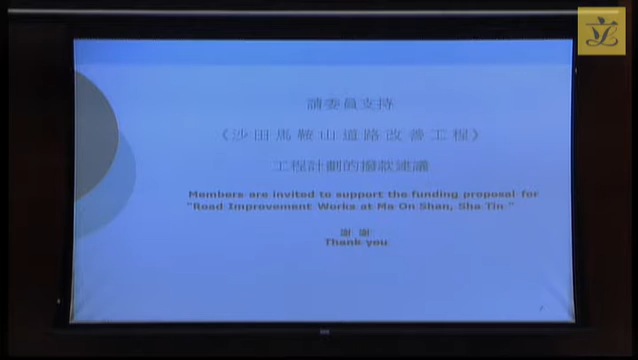 請委員支持
《沙田馬鞍山道路改善工程》
工程計劃的撥款建議
Members are invited to support the funding proposal for
"Road Improvement Works at Ma On Shan, Sha Tin "
謝 謝
Thank you